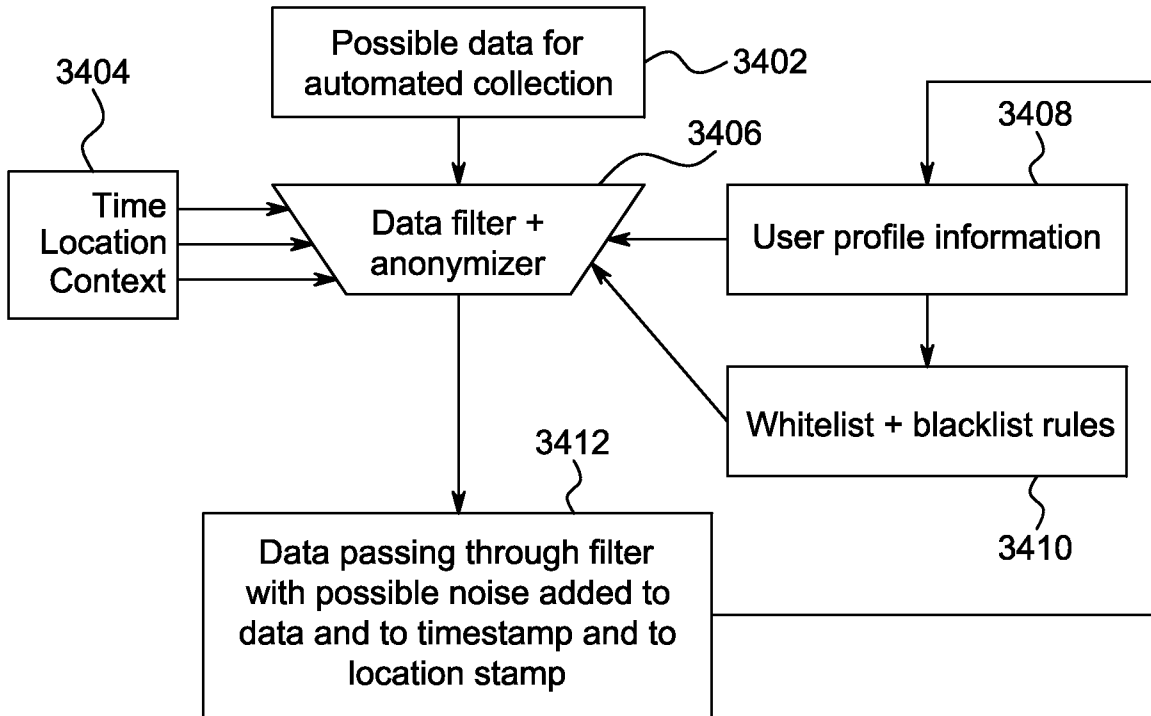 Possible data for
automated collection
3402
3404
3406
3408
Time
Location
Context
Data filter +
anonymizer
User profile information
Whitelist + blacklist rules
3410
3412
Data passing through filter
with possible noise added to
data and to timestamp and to
location stamp